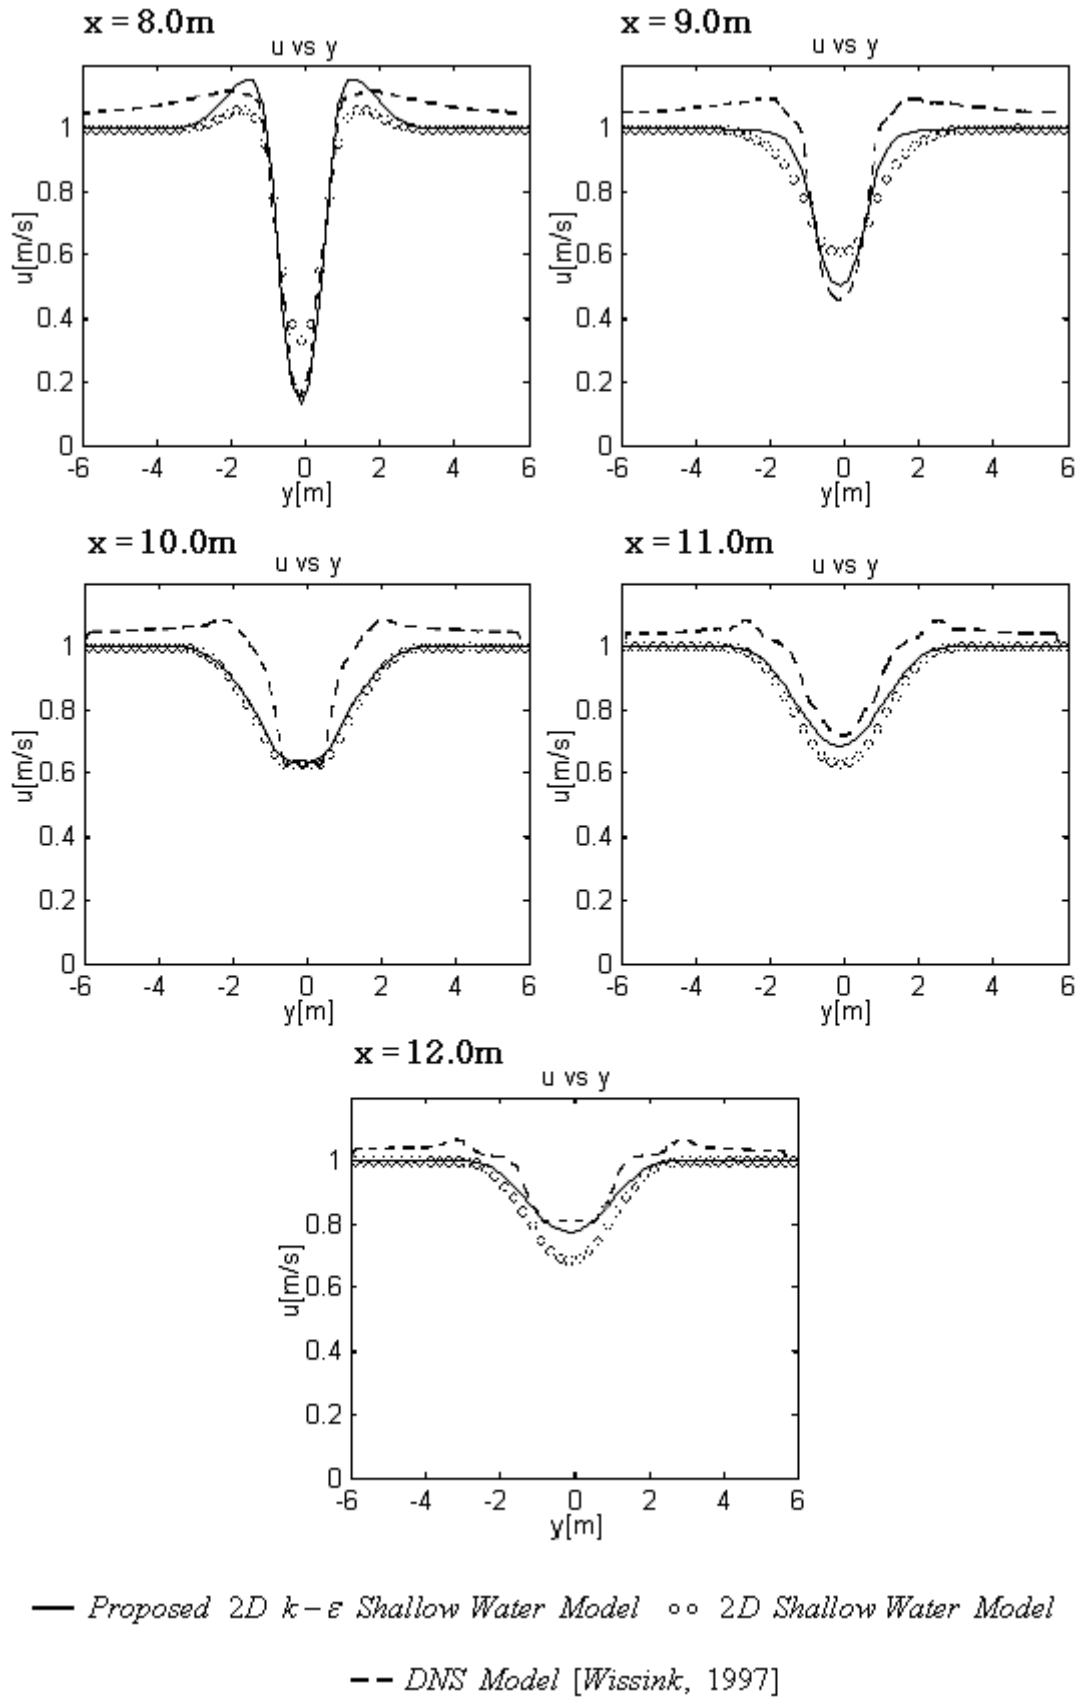 x = 8.0m
u vs y
1
0.8
0.6
0.4
0.2
0
u[m/s]
-6 -4 -2 0 2 4 6
y[m]
x = 9.0m
u vs y
1
0.8
0.6
0.4
0.2
0
u[m/s]
-6 -4 -2 0 2 4 6
y[m]
x = 10.0m
u vs y
1
0.8
0.6
0.4
0.2
0
u[m/s]
-6 -4 -2 0 2 4 6
y[m]
x = 11.0m
u vs y
1
0.8
0.6
0.4
0.2
0
u[m/s]
-6 -4 -2 0 2 4 6
y[m]
x = 12.0m
u vs y
1
0.8
0.6
0.4
0.2
0
u[m/s]
-6 -4 -2 0 2 4 6
y[m]
Proposed 2D k − ε Shallow Water Model
2D Shallow Water Model
DNS Model [Wissink, 1997]